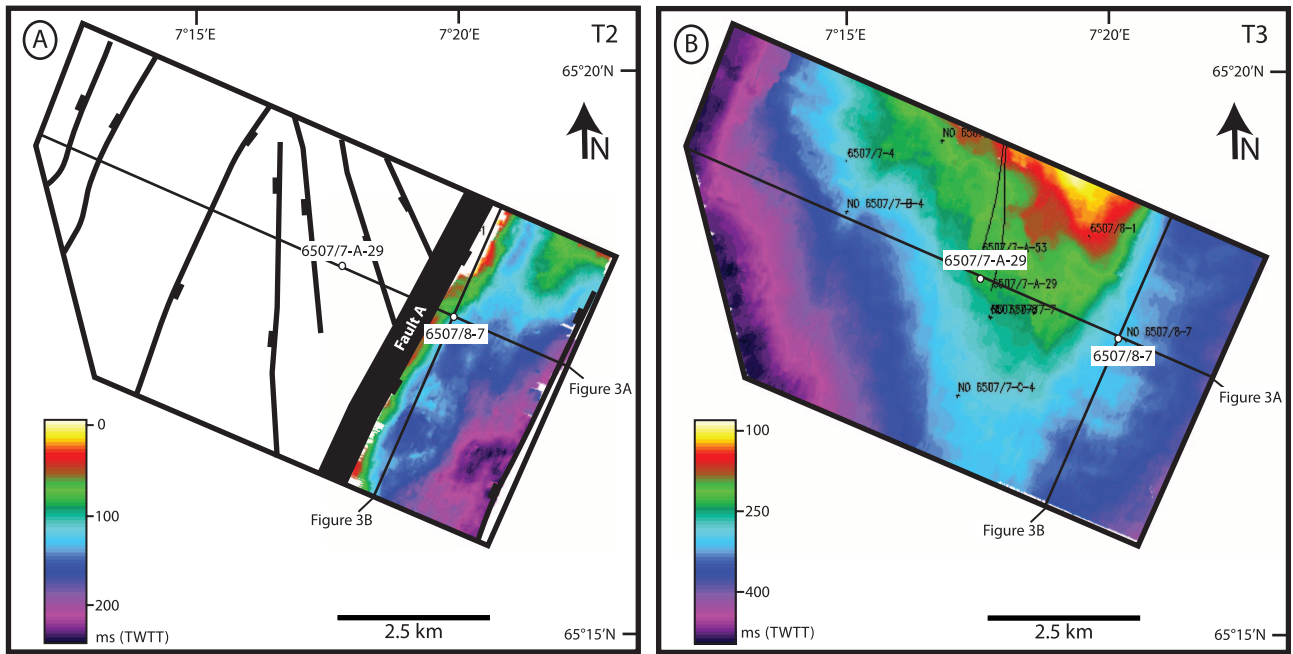 A
7°15'E
7°20'E
T2
65°20'N
N
6507/7-A-29
Fault A
6507/8-7
Figure 3A
Figure 3B
0
100
200
ms (TWTT)
2.5 km
65°15'N
B
7°15'E
7°20'E
T3
65°20'N
N
NO 6507/
6507/7-4
NO 6507/7-B-4
6507/8-1
6507/7-A-53
6507/7-A-29
6507/7-A-29
NO 6507/8-7
6507/8-7
NO 6507/7-C-4
Figure 3A
Figure 3B
100
250
400
ms (TWTT)
2.5 km
65°15'N